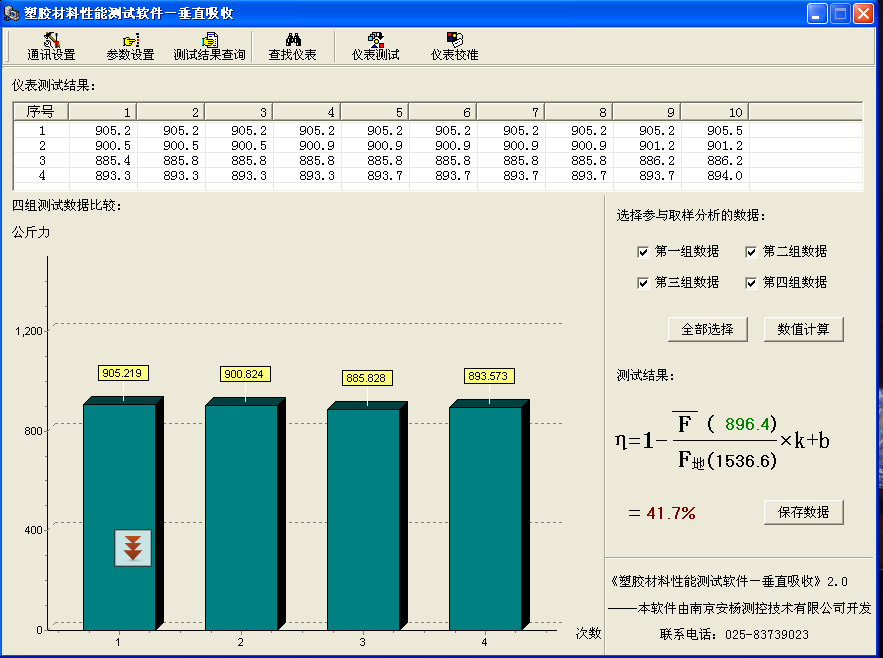 塑胶材料性能测试软件－垂直吸收
通讯设置 参数设置 测试结果查询 查找仪表 仪表测试 仪表校准
仪表测试结果:
序号 1 2 3 4 5 6 7 8 9 10
1 905.2 905.2 905.2 905.2 905.2 905.2 905.2 905.2 905.2 905.5
2 900.5 900.5 900.5 900.9 900.9 900.9 900.9 900.9 901.2 901.2
3 885.4 885.8 885.8 885.8 885.8 885.8 885.8 885.8 886.2 886.2
4 893.3 893.3 893.3 893.3 893.7 893.7 893.7 893.7 893.7 894.0
四组测试数据比较:
公斤力
1,200
800
400
0
905.219
900.824
885.828
893.573
1 2 3 4
次数
选择参与取样分析的数据:
第一组数据 第二组数据
第三组数据 第四组数据
全部选择 数值计算
测试结果:
F ( 896.4)
η=1- ×k+b
F地(1536.6)
= 41.7%
保存数据
《塑胶材料性能测试软件－垂直吸收》2.0
——本软件由南京安杨测控技术有限公司开发
联系电话: 025-83739023